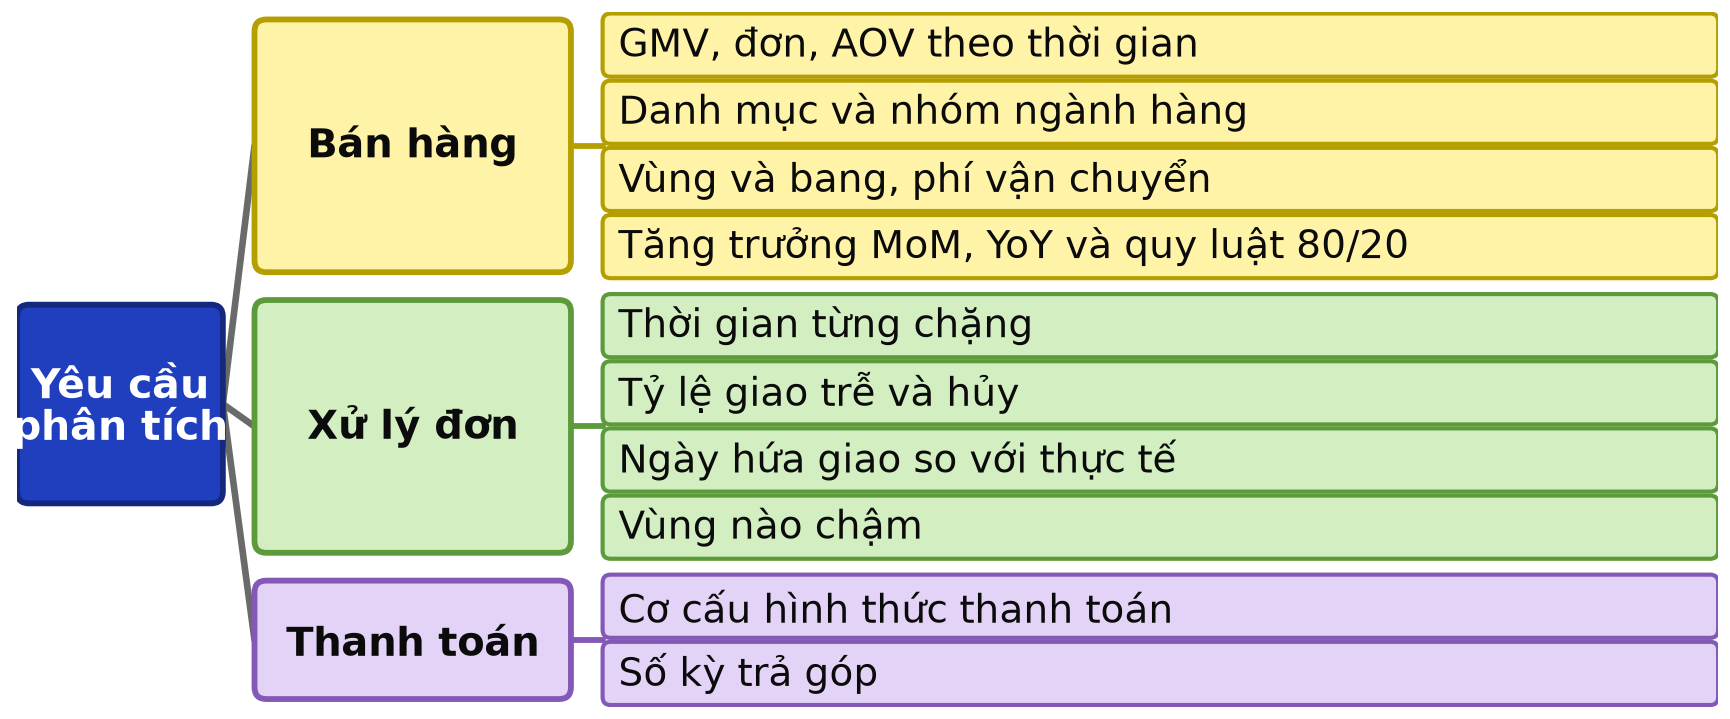 Yêu cầu
phân tích
Bán hàng
GMV, đơn, AOV theo thời gian
Danh mục và nhóm ngành hàng
Vùng và bang, phí vận chuyển
Tăng trưởng MoM, YoY và quy luật 80/20
Xử lý đơn
Thời gian từng chặng
Tỷ lệ giao trễ và hủy
Ngày hứa giao so với thực tế
Vùng nào chậm
Thanh toán
Cơ cấu hình thức thanh toán
Số kỳ trả góp